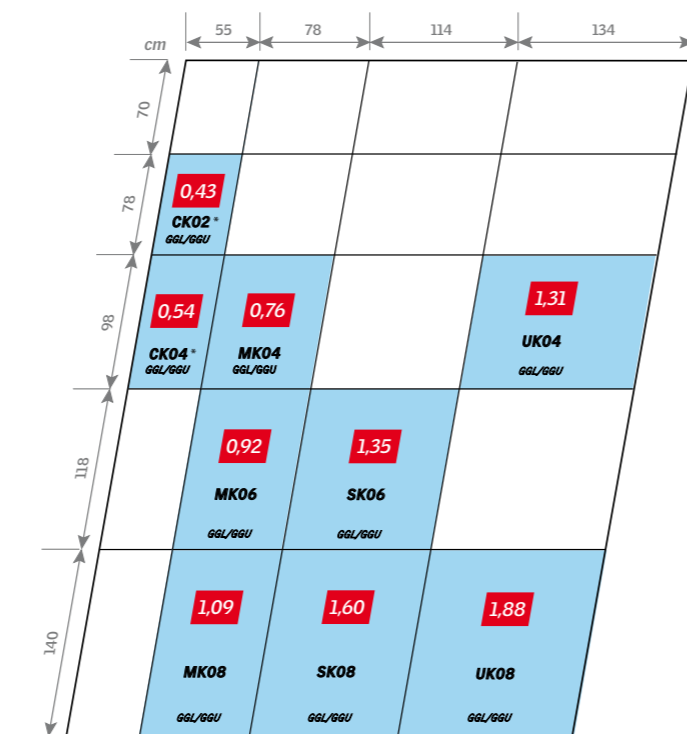 55 78 114 134
cm
70
78
0,43
CK02 *
GGL/GGU
98
0,54
CK04 *
GGL/GGU
0,76
MK04
GGL/GGU
1,31
UK04
GGL/GGU
118
0,92
MK06
GGL/GGU
1,35
SK06
GGL/GGU
140
1,09
MK08
GGL/GGU
1,60
SK08
GGL/GGU
1,88
UK08
GGL/GGU